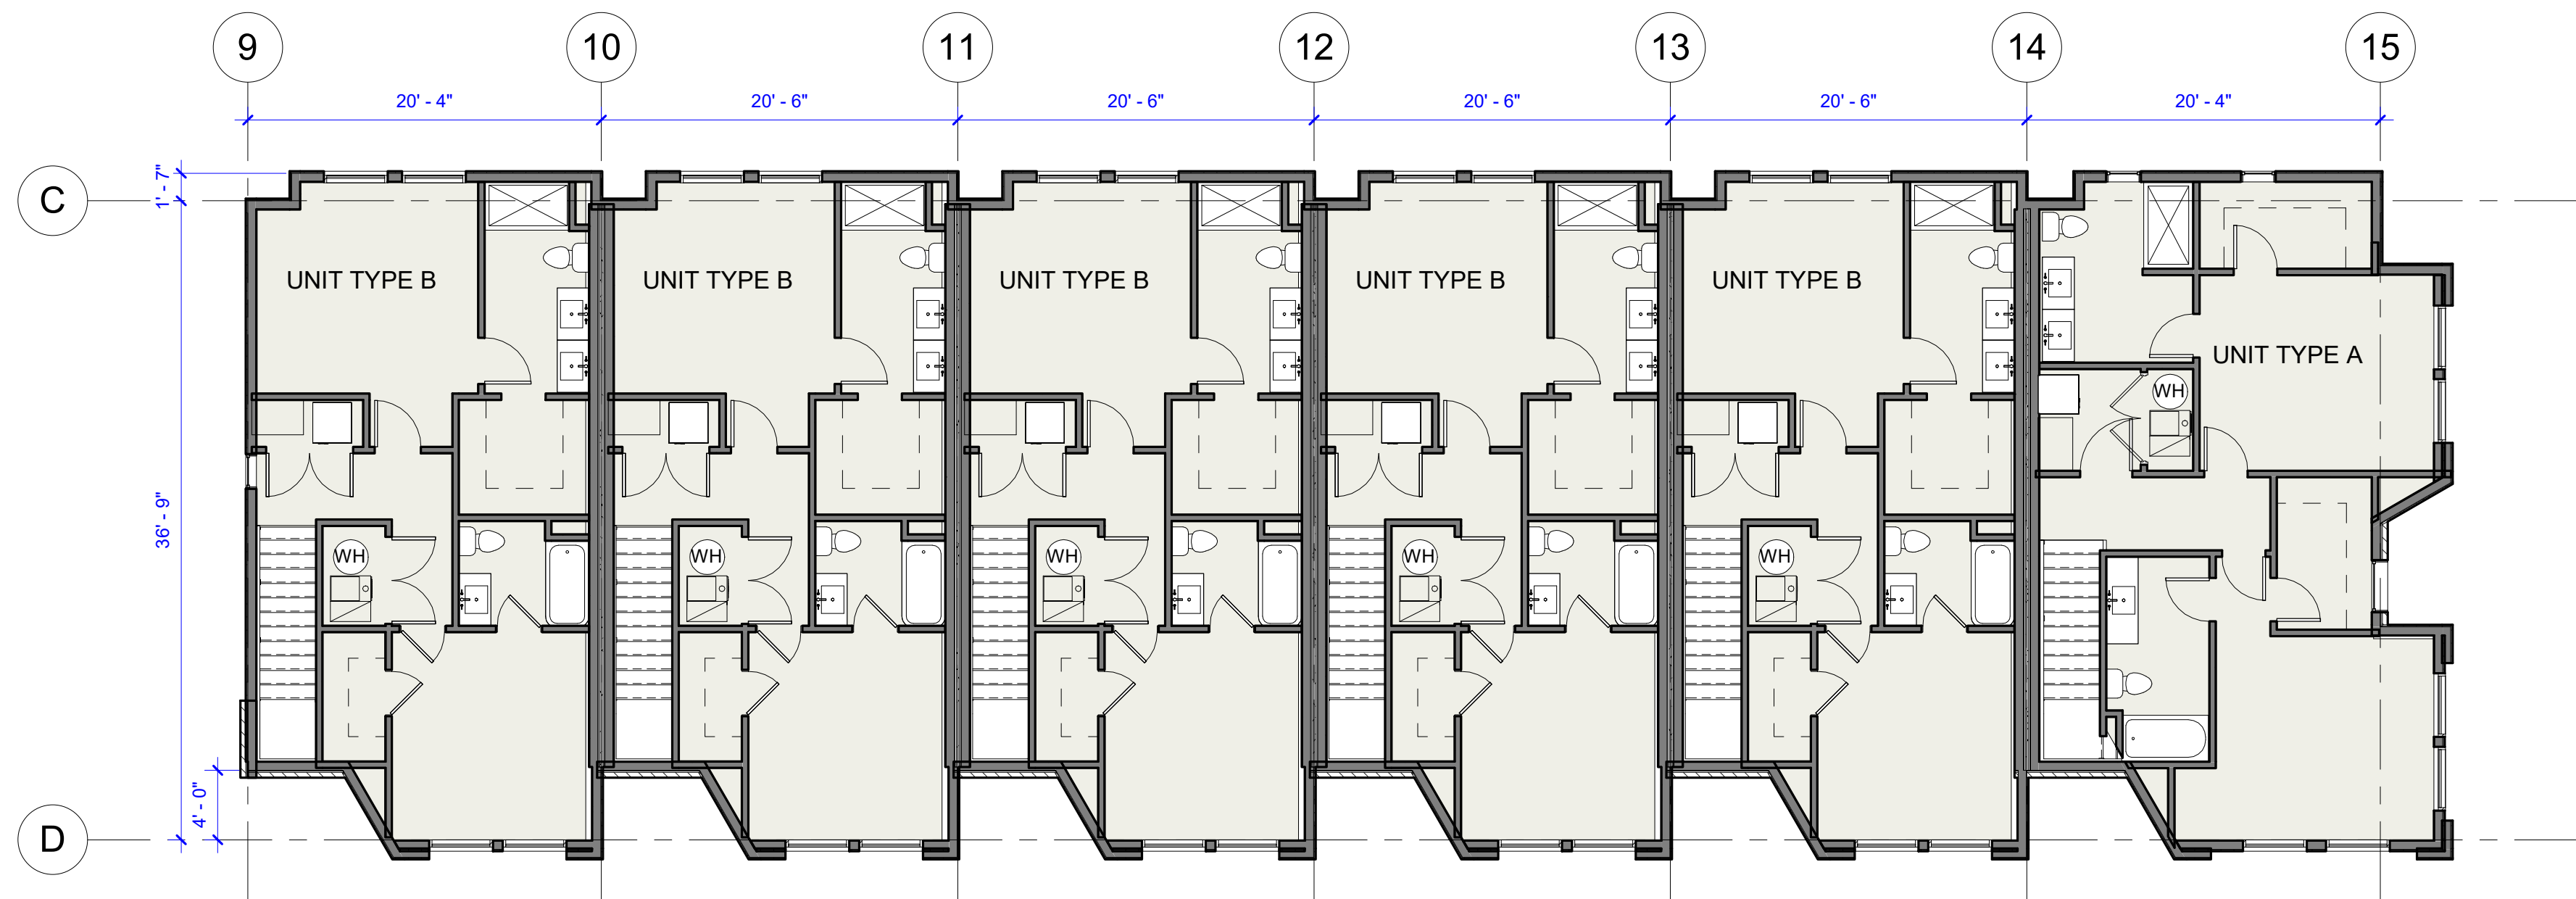 9 10 11 12 13 14 15
20' - 4" 20' - 6" 20' - 6" 20' - 6" 20' - 6" 20' - 4"
1' - 7"
C
UNIT TYPE B UNIT TYPE B UNIT TYPE B UNIT TYPE B UNIT TYPE B
UNIT TYPE A
WH
36' - 9"
WH WH WH WH WH
4' - 0"
D